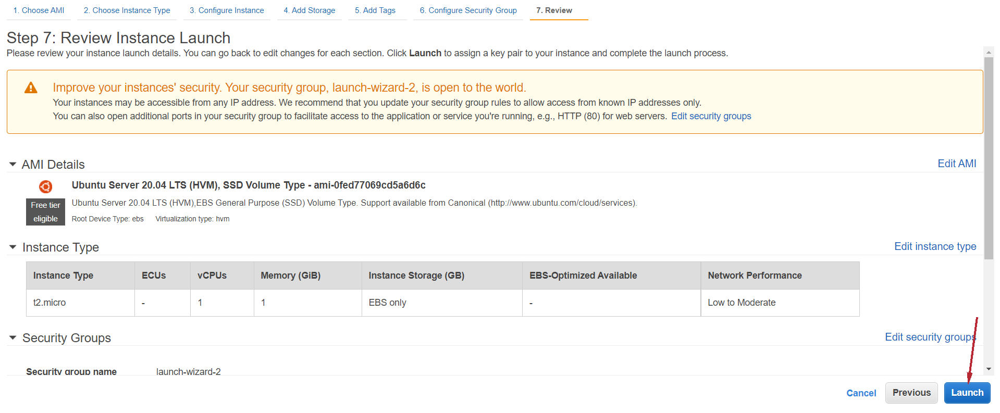 1. Choose AMI 2. Choose Instance Type 3. Configure Instance 4. Add Storage 5. Add Tags 6. Configure Security Group 7. Review
Step 7: Review Instance Launch
Please review your instance launch details. You can go back to edit changes for each section. Click Launch to assign a key pair to your instance and complete the launch process.
Improve your instances' security. Your security group, launch-wizard-2, is open to the world.
Your instances may be accessible from any IP address. We recommend that you update your security group rules to allow access from known IP addresses only.
You can also open additional ports in your security group to facilitate access to the application or service you're running, e.g., HTTP (80) for web servers. Edit security groups
AMI Details Edit AMI
Ubuntu Server 20.04 LTS (HVM), SSD Volume Type - ami-0fed77069cd5a6d6c
Free tier eligible
Ubuntu Server 20.04 LTS (HVM),EBS General Purpose (SSD) Volume Type. Support available from Canonical (http://www.ubuntu.com/cloud/services).
Root Device Type: ebs Virtualization type: hvm
Instance Type Edit instance type
Instance Type ECUs vCPUs Memory (GiB) Instance Storage (GB) EBS-Optimized Available Network Performance
t2.micro - 1 1 EBS only - Low to Moderate
Security Groups Edit security groups
Security group name launch-wizard-2
Cancel Previous Launch